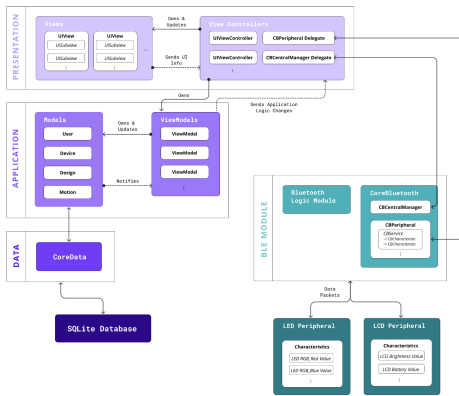 PRESENTATION
Views
UIView
UISubview
UISubview
⋮
UIView
UISubview
UISubview
⋮
...
Owns &
Updates
Sends UI
Info
View Controllers
UIViewController
CBPeripheral Delegate
UIViewController
CBCentralManager Delegate
⋮
Owns
Sends Application
Logic Changes
APPLICATION
Models
User
Device
Design
Motion
Owns &
Updates
Notifies
ViewModels
ViewModel
ViewModel
ViewModel
⋮
DATA
CoreData
SQLite Database
BLE MODULE
Bluetooth
Logic Module
CoreBluetooth
CBCentralManager
CBPeripheral
CBService
→ CBCharacteristic
→ CBCharacteristic
⋮
Data
Packets
LED Peripheral
Characteristics
LED RGB_Red Value
LED RGB_Blue Value
⋮
LCD Peripheral
Characteristics
LCD Brightness Value
LCD Battery Value
⋮